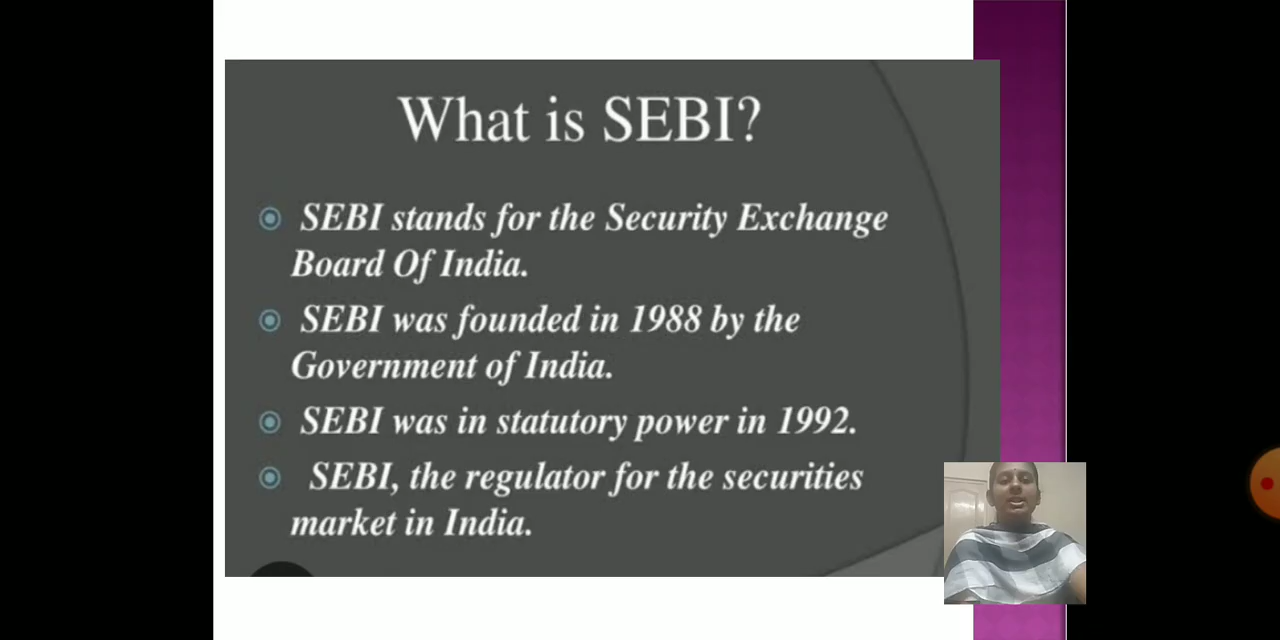 What is SEBI?
SEBI stands for the Security Exchange
Board Of India.
SEBI was founded in 1988 by the
Government of India.
SEBI was in statutory power in 1992.
SEBI, the regulator for the securities
market in India.